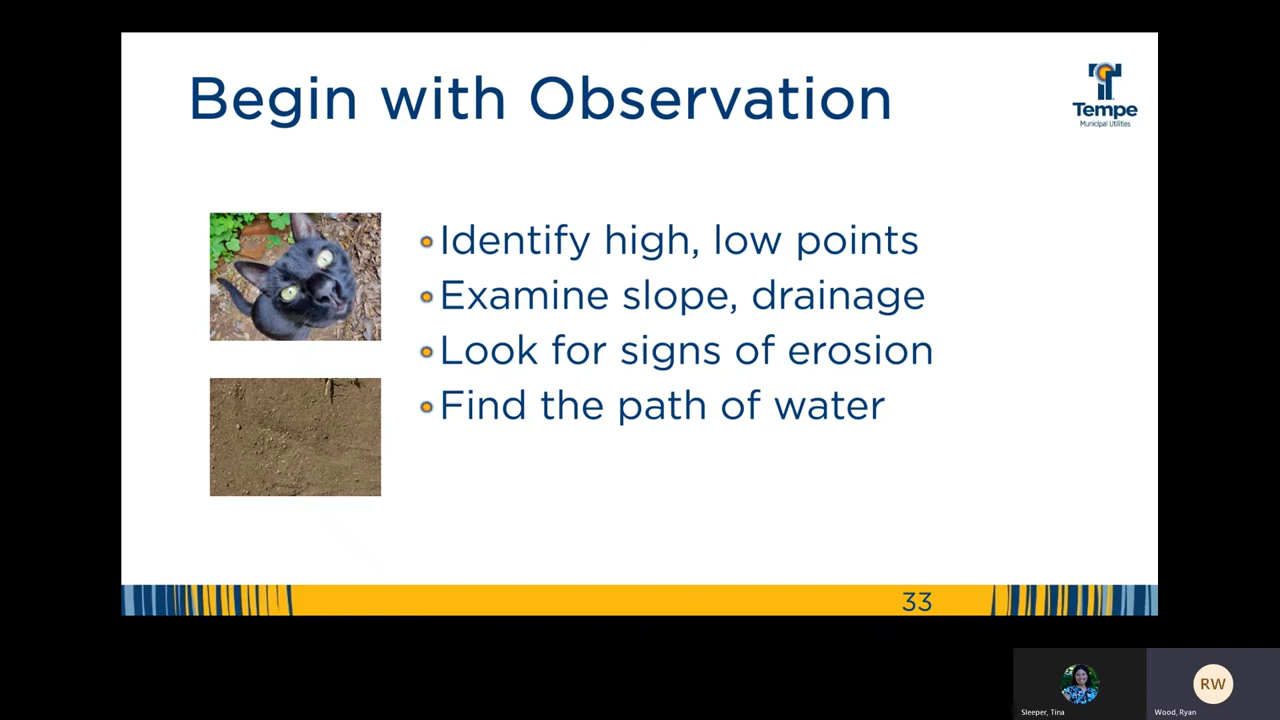 Begin with Observation
Tempe
Municipal Utilities
Identify high, low points
Examine slope, drainage
Look for signs of erosion
Find the path of water
33
RW
Sleeper, Tina
Wood, Ryan